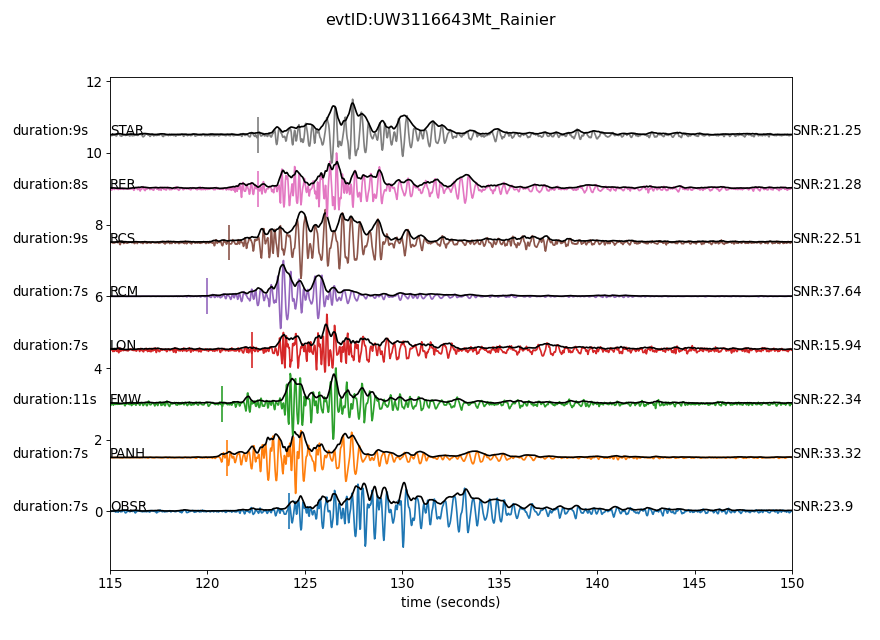 evtID:UW3116643Mt_Rainier
12
duration:9s STAR SNR:21.25
10
duration:8s RER SNR:21.28
8
duration:9s RCS SNR:22.51
duration:7s RCM SNR:37.64
6
duration:7s LON SNR:15.94
4
duration:11s FMW SNR:22.34
2
duration:7s PANH SNR:33.32
duration:7s OBSR SNR:23.9
0
115 120 125 130 135 140 145 150
time (seconds)